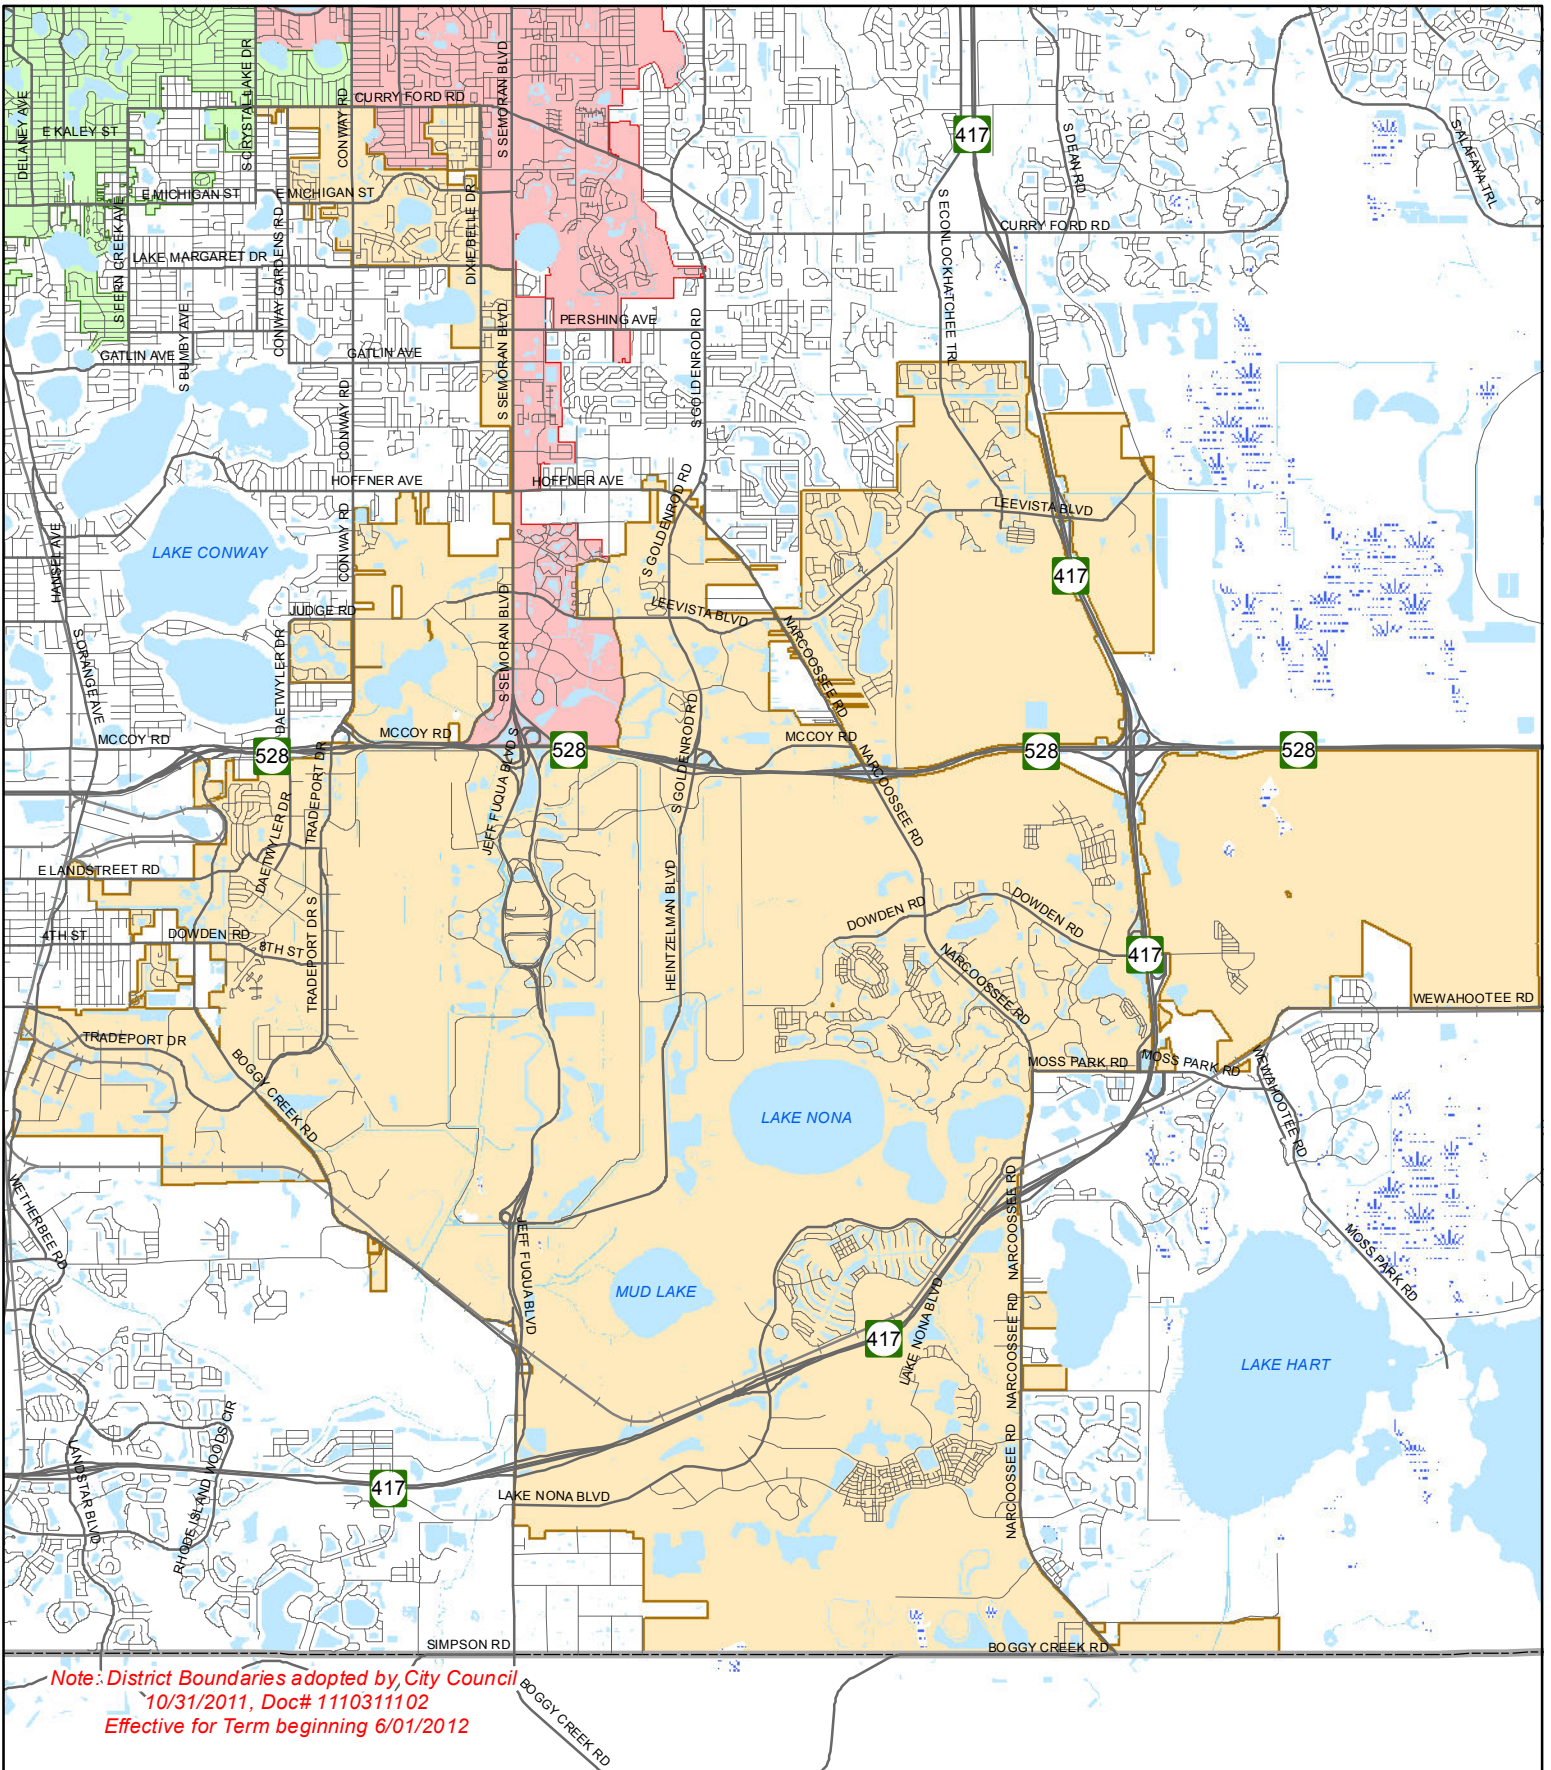 DELANEY AVE
E KALEY ST
S CRYSTAL LAKE DR
CONWAY RD
CURRY FORD RD
S SEMORAN BLVD
417
S DEAN RD
S ALAFAYA TRL
E MICHIGAN ST
E MICHIGAN ST
S FERN CREEK AVE
LAKE MARGARET DR
CONWAY GARDENS RD
DIXIE BELLE DR
S ECONLOCKHATCHEE TRL
CURRY FORD RD
S BUMBY AVE
GATLIN AVE
GATLIN AVE
S SEMORAN BLVD
PERSHING AVE
S GOLDENROD RD
CONWAY RD
HOFFNER AVE
HOFFNER AVE
LEEVISTA BLVD
HANSEL AVE
LAKE CONWAY
CONWAY RD
S GOLDENROD RD
417
JUDGE RD
S SEMORAN BLVD
LEEVISTA BLVD
NARCOOSSEE RD
S ORANGE AVE
DAETWYLER DR
MCCOY RD
528
TRADEPORT DR
MCCOY RD
JEFF FUQUA BLVD S
528
S GOLDENROD RD
MCCOY RD
NARCOOSSEE RD
528
528
E LANDSTREET RD
DAETWYLER DR
4TH ST
DOWDEN RD
8TH ST
TRADEPORT DR S
HEINTZELMAN BLVD
DOWDEN RD
DOWDEN RD
NARCOOSSEE RD
417
WEWAHOOTEE RD
TRADEPORT DR
BOGGY CREEK RD
MOSS PARK RD
MOSS PARK RD
WEWAHOOTEE RD
LAKE NONA
WETHERBEE RD
JEFF FUQUA BLVD
MUD LAKE
417
LAKE NONA BLVD
NARCOOSSEE RD
NARCOOSSEE RD
NARCOOSSEE RD
MOSS PARK RD
LAKE HART
LANDSTAR BLVD
RHODE ISLAND WOODS CIR
417
LAKE NONA BLVD
SIMPSON RD
BOGGY CREEK RD
BOGGY CREEK RD
Note: District Boundaries adopted by City Council
10/31/2011, Doc# 1110311102
Effective for Term beginning 6/01/2012